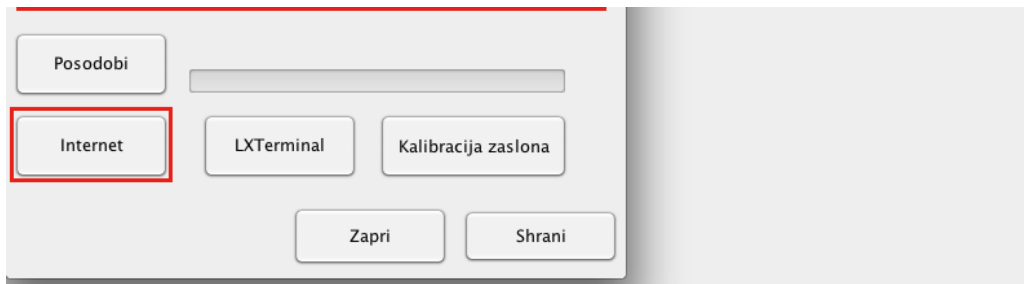 Posodobi
Internet
LXTerminal
Kalibracija zaslona
Zapri
Shrani